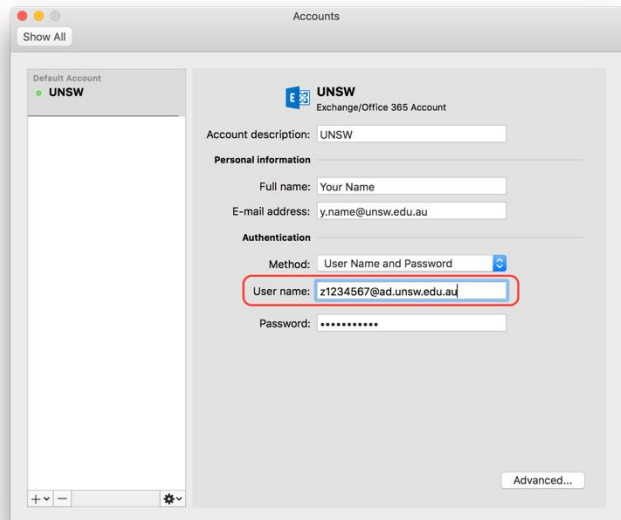 Accounts
Show All
Default Account
UNSW
UNSW
Exchange/Office 365 Account
Account description: UNSW
Personal information
Full name: Your Name
E-mail address: y.name@unsw.edu.au
Authentication
Method: User Name and Password
User name: z1234567@ad.unsw.edu.au
Password: •••••••••••
Advanced...